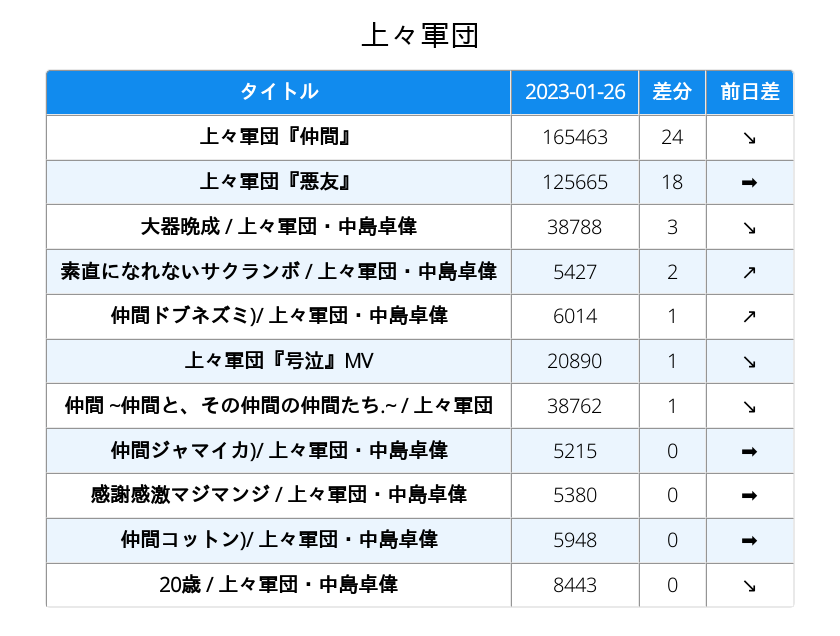 上々軍団
タイトル 2023-01-26 差分 前日差
上々軍団『仲間』 165463 24 ↘
上々軍団『悪友』 125665 18 ➡
大器晩成 / 上々軍団・中島卓偉 38788 3 ↘
素直になれないサクランボ / 上々軍団・中島卓偉 5427 2 ↗
仲間ドブネズミ)/ 上々軍団・中島卓偉 6014 1 ↗
上々軍団『号泣』MV 20890 1 ↘
仲間 ~仲間と、その仲間の仲間たち.~ / 上々軍団 38762 1 ↘
仲間ジャマイカ)/ 上々軍団・中島卓偉 5215 0 ➡
感謝感激マジマンジ / 上々軍団・中島卓偉 5380 0 ➡
仲間コットン)/ 上々軍団・中島卓偉 5948 0 ➡
20歳 / 上々軍団・中島卓偉 8443 0 ↘